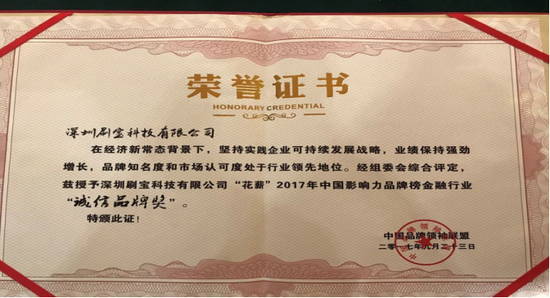 荣誉证书
HONORARY CREDENTIAL
深圳刷宝科技有限公司
在经济新常态背景下，坚持实践企业可持续发展战略，业绩保持强劲
增长，品牌知名度和市场认可度处于行业领先地位。经组委会综合评定，
兹授予深圳刷宝科技有限公司“花薪”2017年中国影响力品牌榜金融行业
“诚信品牌奖”。
特颁此证！
中国品牌领袖联盟
二零一七年九月二十三日